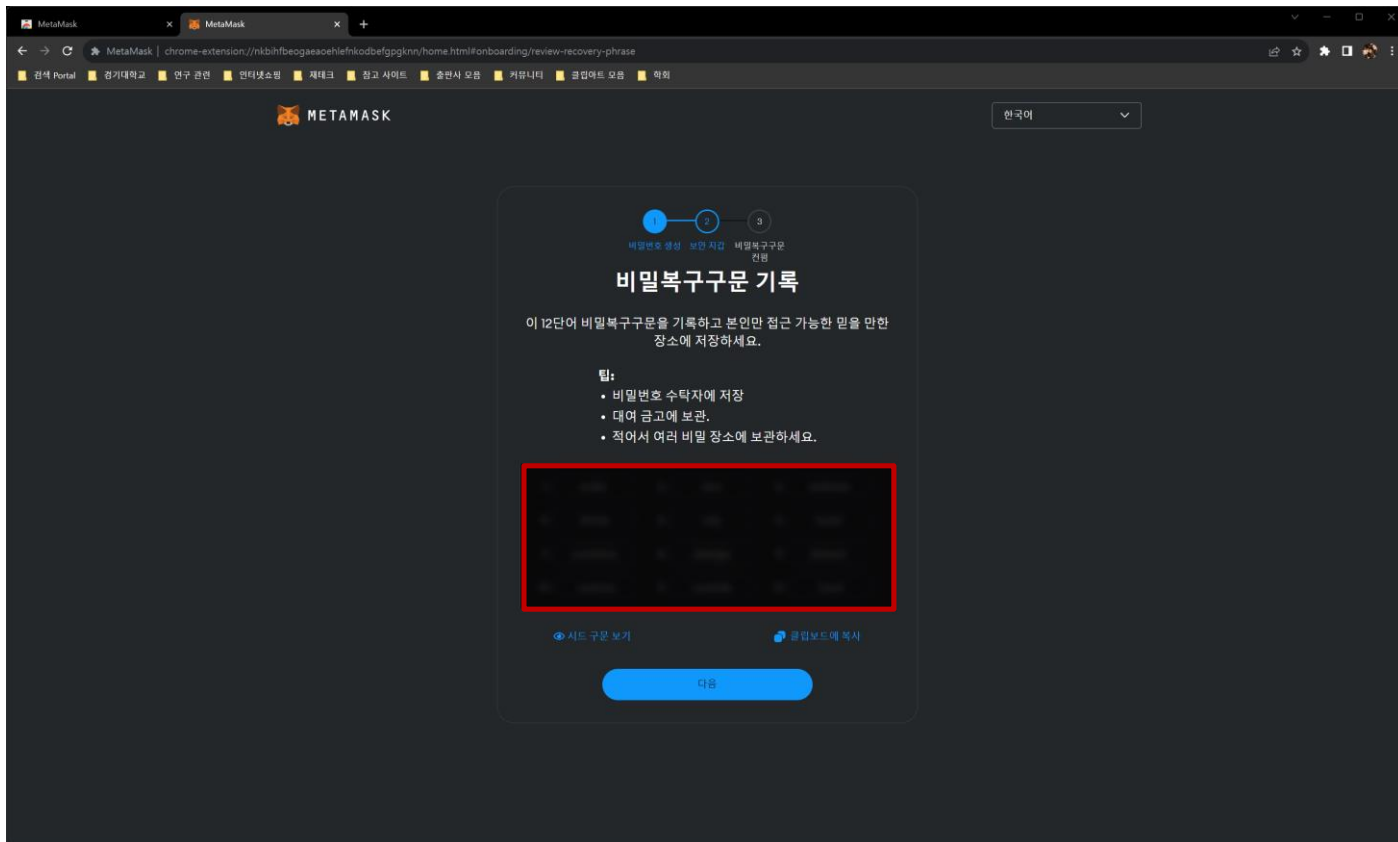 MetaMask
MetaMask
MetaMask | chrome-extension://nkbihfbeogaeaoehlefnkodbefgpgknn/home.html#onboarding/review-recovery-phrase
검색 Portal 경기대학교 연구 관련 인터넷쇼핑 재테크 참고 사이트 출판사 모음 커뮤니티 클립아트 모음 학회
METAMASK
한국어
1 2 3
비밀번호 생성 보안 지갑 비밀복구구문
컨펌
비밀복구구문 기록
이 12단어 비밀복구구문을 기록하고 본인만 접근 가능한 믿을 만한
장소에 저장하세요.
팁:
• 비밀번호 수탁자에 저장
• 대여 금고에 보관.
• 적어서 여러 비밀 장소에 보관하세요.
시드 구문 보기 클립보드에 복사
다음